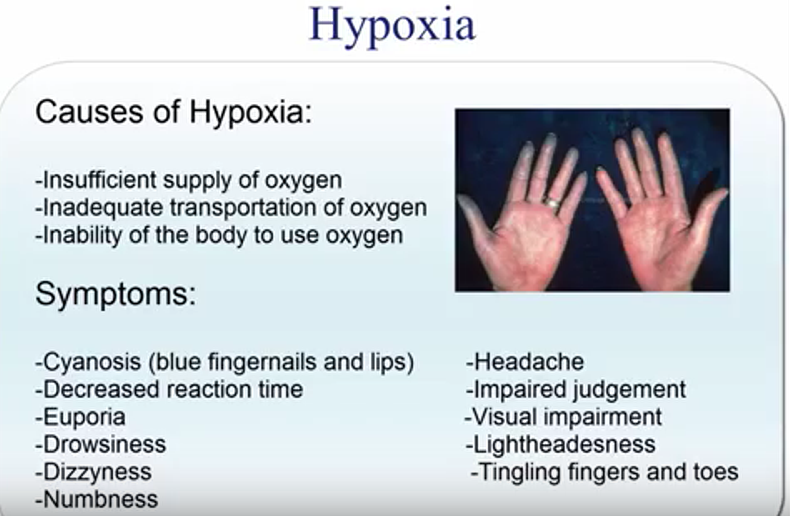 Hypoxia
Causes of Hypoxia:
-Insufficient supply of oxygen
-Inadequate transportation of oxygen
-Inability of the body to use oxygen
Symptoms:
-Cyanosis (blue fingernails and lips)
-Decreased reaction time
-Euporia
-Drowsiness
-Dizzyness
-Numbness
-Headache
-Impaired judgement
-Visual impairment
-Lightheadesness
-Tingling fingers and toes